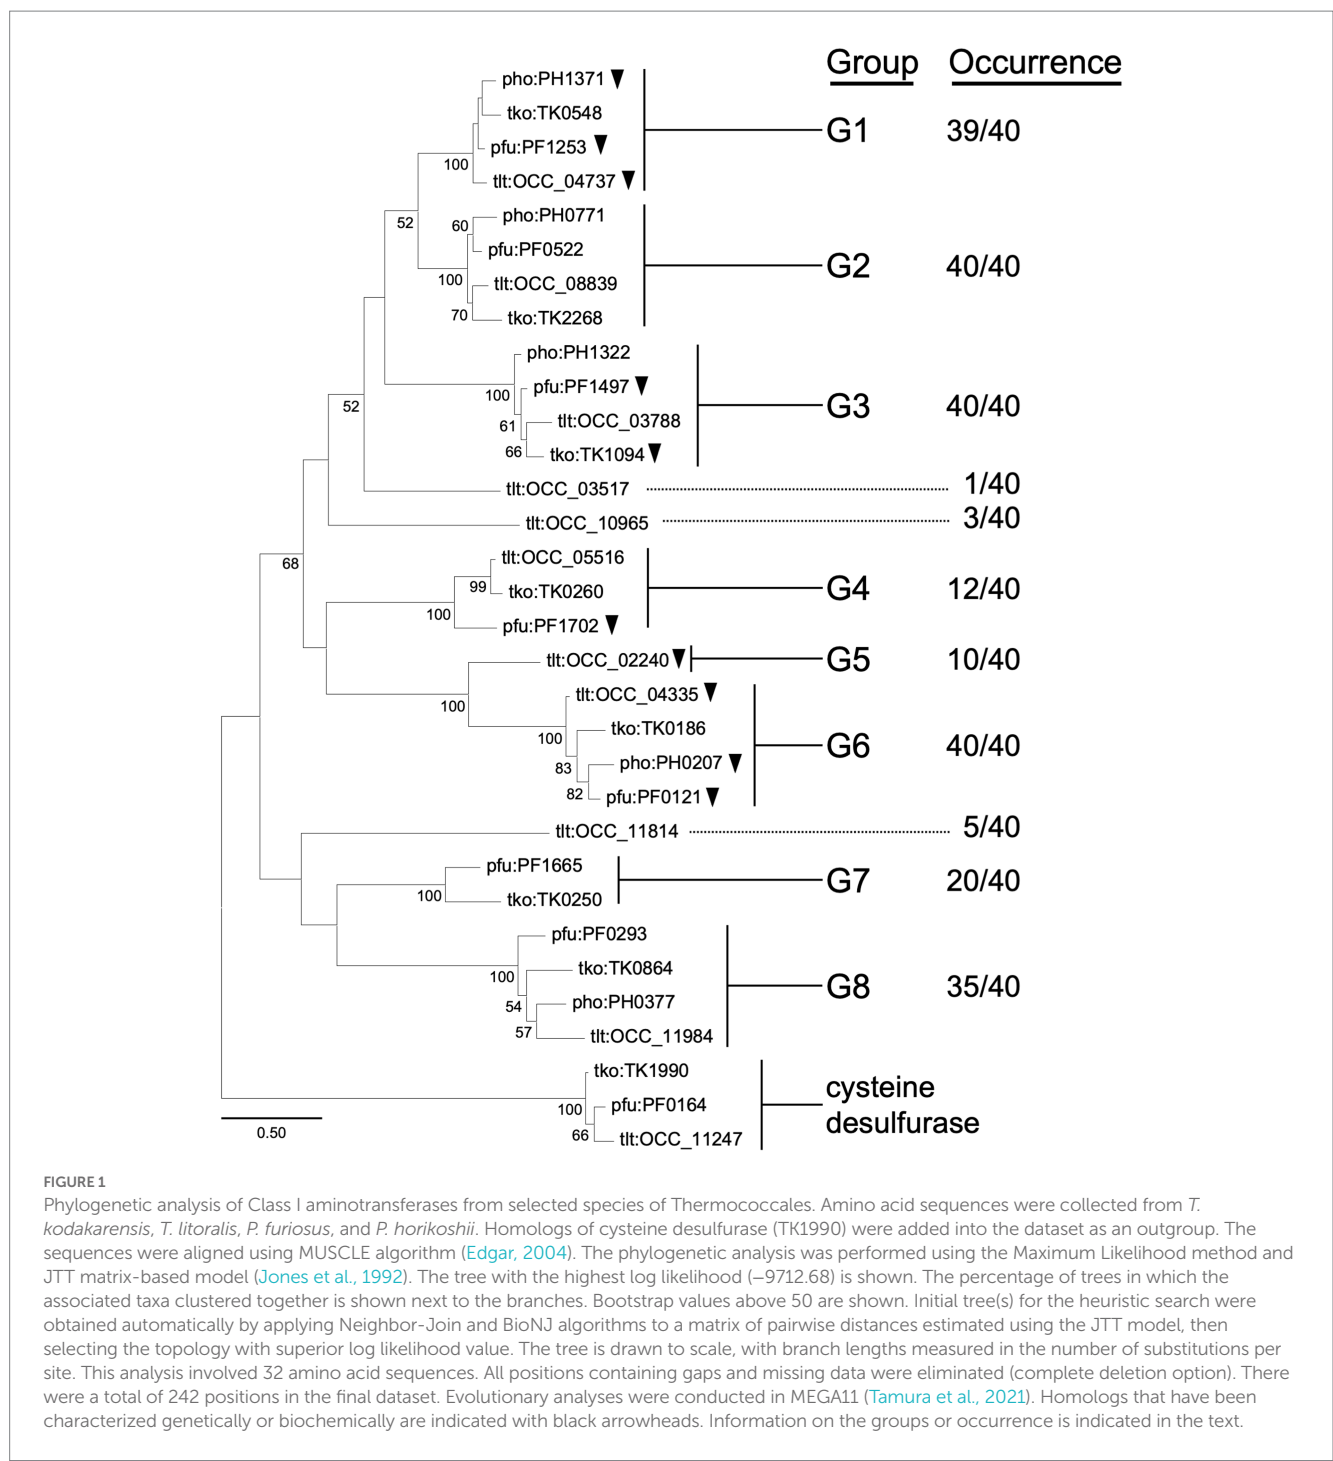 Group Occurrence
pho:PH1371
tko:TK0548
pfu:PF1253
G1 39/40
100
tlt:OCC_04737
52
pho:PH0771
60
pfu:PF0522
G2 40/40
100
tlt:OCC_08839
70
tko:TK2268
pho:PH1322
pfu:PF1497
100
G3 40/40
52
61
tlt:OCC_03788
66
tko:TK1094
tlt:OCC_03517
1/40
tlt:OCC_10965
3/40
68
tlt:OCC_05516
99
tko:TK0260
G4 12/40
100
pfu:PF1702
tlt:OCC_02240
G5 10/40
100
tlt:OCC_04335
tko:TK0186
100
G6 40/40
83
pho:PH0207
82
pfu:PF0121
tlt:OCC_11814
5/40
pfu:PF1665
G7 20/40
100
tko:TK0250
pfu:PF0293
100
tko:TK0864
G8 35/40
54
pho:PH0377
57
tlt:OCC_11984
tko:TK1990
cysteine
100
pfu:PF0164
desulfurase
66
tlt:OCC_11247
0.50
FIGURE 1
Phylogenetic analysis of Class I aminotransferases from selected species of Thermococcales. Amino acid sequences were collected from T.
kodakarensis, T. litoralis, P. furiosus, and P. horikoshii. Homologs of cysteine desulfurase (TK1990) were added into the dataset as an outgroup. The
sequences were aligned using MUSCLE algorithm (Edgar, 2004). The phylogenetic analysis was performed using the Maximum Likelihood method and
JTT matrix-based model (Jones et al., 1992). The tree with the highest log likelihood (−9712.68) is shown. The percentage of trees in which the
associated taxa clustered together is shown next to the branches. Bootstrap values above 50 are shown. Initial tree(s) for the heuristic search were
obtained automatically by applying Neighbor-Join and BioNJ algorithms to a matrix of pairwise distances estimated using the JTT model, then
selecting the topology with superior log likelihood value. The tree is drawn to scale, with branch lengths measured in the number of substitutions per
site. This analysis involved 32 amino acid sequences. All positions containing gaps and missing data were eliminated (complete deletion option). There
were a total of 242 positions in the final dataset. Evolutionary analyses were conducted in MEGA11 (Tamura et al., 2021). Homologs that have been
characterized genetically or biochemically are indicated with black arrowheads. Information on the groups or occurrence is indicated in the text.